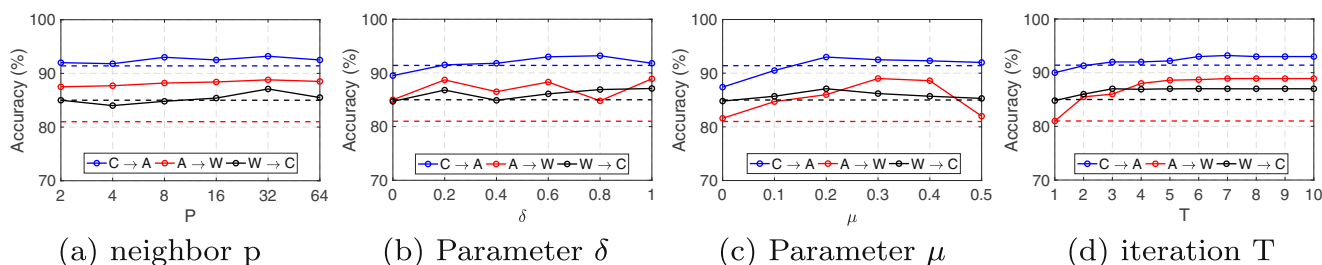 Accuracy (%)
100
90
80
70
C → A A → W W → C
2 4 8 16 32 64
P
(a) neighbor p
Accuracy (%)
100
90
80
70
C → A A → W W → C
0 0.2 0.4 0.6 0.8 1
δ
(b) Parameter δ
Accuracy (%)
100
90
80
70
C → A A → W W → C
0 0.1 0.2 0.3 0.4 0.5
μ
(c) Parameter μ
Accuracy (%)
100
90
80
70
C → A A → W W → C
1 2 3 4 5 6 7 8 9 10
T
(d) iteration T